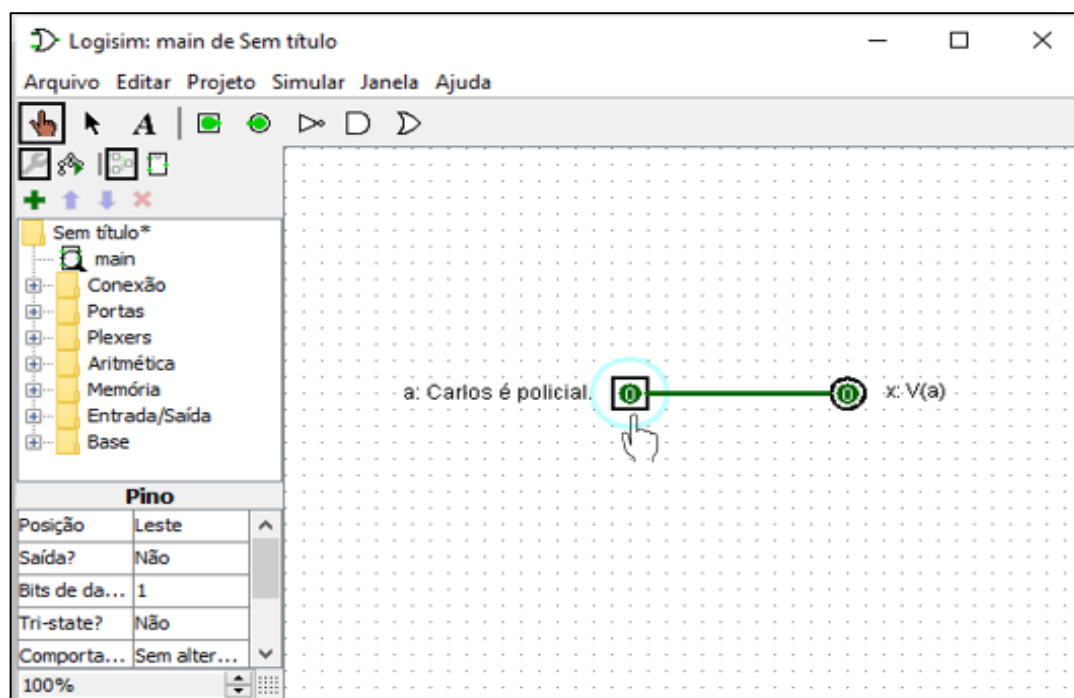 Logisim: main de Sem título
Arquivo Editar Projeto Simular Janela Ajuda
A
Sem título*
main
Conexão
Portas
Plexers
Aritmética
Memória
Entrada/Saída
Base
a: Carlos é policial. 0 0 x: V(a)
Pino
Posição Leste
Saída? Não
Bits de da... 1
Tri-state? Não
Comporta... Sem alter...
100%